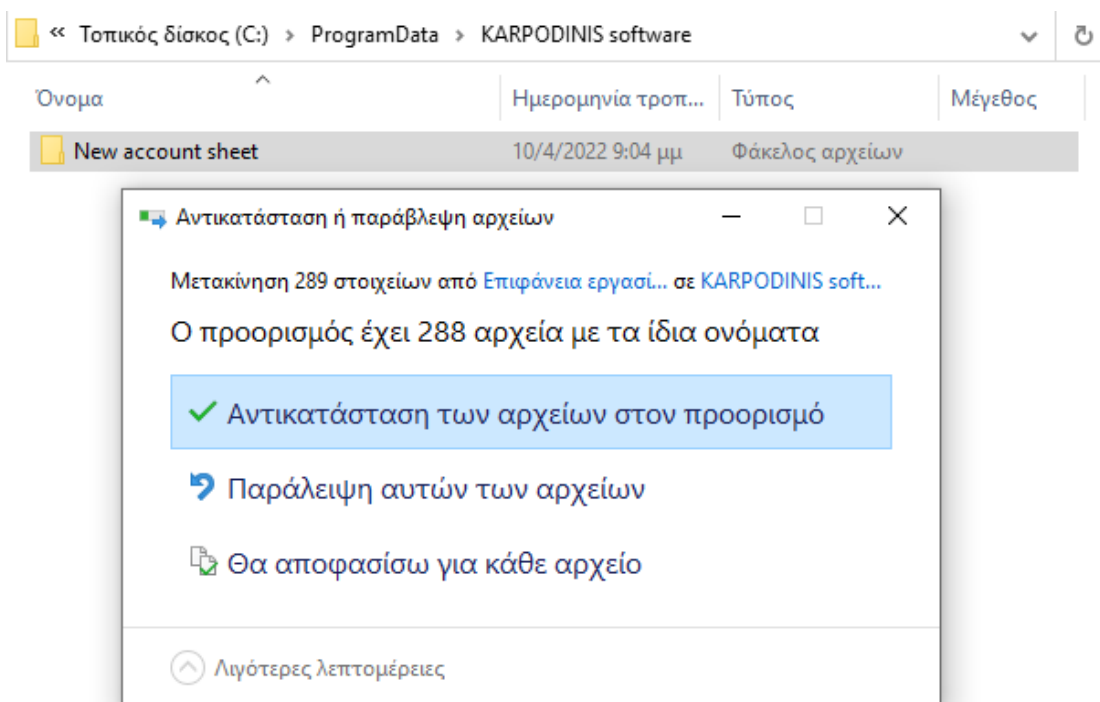 « Τοπικός δίσκος (C:) › ProgramData › KARPODINIS software
Όνομα Ημερομηνία τροπ... Τύπος Μέγεθος
New account sheet 10/4/2022 9:04 μμ Φάκελος αρχείων
Αντικατάσταση ή παράβλεψη αρχείων
Μετακίνηση 289 στοιχείων από Επιφάνεια εργασί... σε KARPODINIS soft...
Ο προορισμός έχει 288 αρχεία με τα ίδια ονόματα
Αντικατάσταση των αρχείων στον προορισμό
Παράλειψη αυτών των αρχείων
Θα αποφασίσω για κάθε αρχείο
Λιγότερες λεπτομέρειες